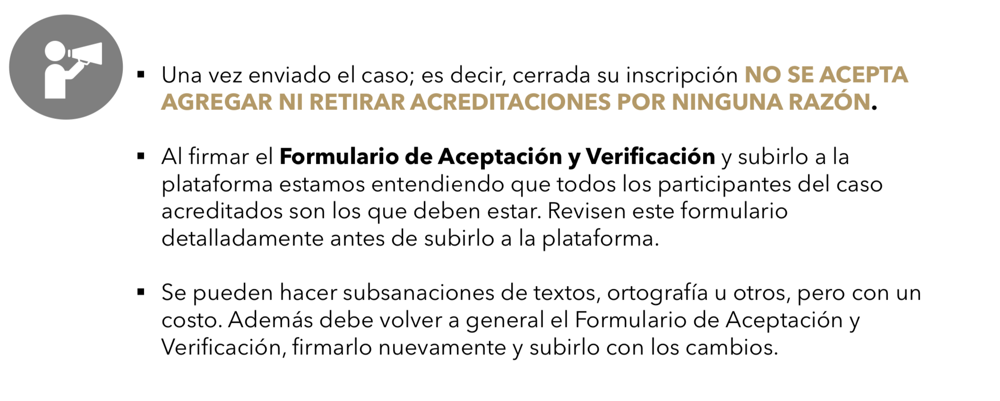 ▪ Una vez enviado el caso; es decir, cerrada su inscripción NO SE ACEPTA
AGREGAR NI RETIRAR ACREDITACIONES POR NINGUNA RAZÓN.
▪ Al firmar el Formulario de Aceptación y Verificación y subirlo a la
plataforma estamos entendiendo que todos los participantes del caso
acreditados son los que deben estar. Revisen este formulario
detalladamente antes de subirlo a la plataforma.
▪ Se pueden hacer subsanaciones de textos, ortografía u otros, pero con un
costo. Además debe volver a general el Formulario de Aceptación y
Verificación, firmarlo nuevamente y subirlo con los cambios.